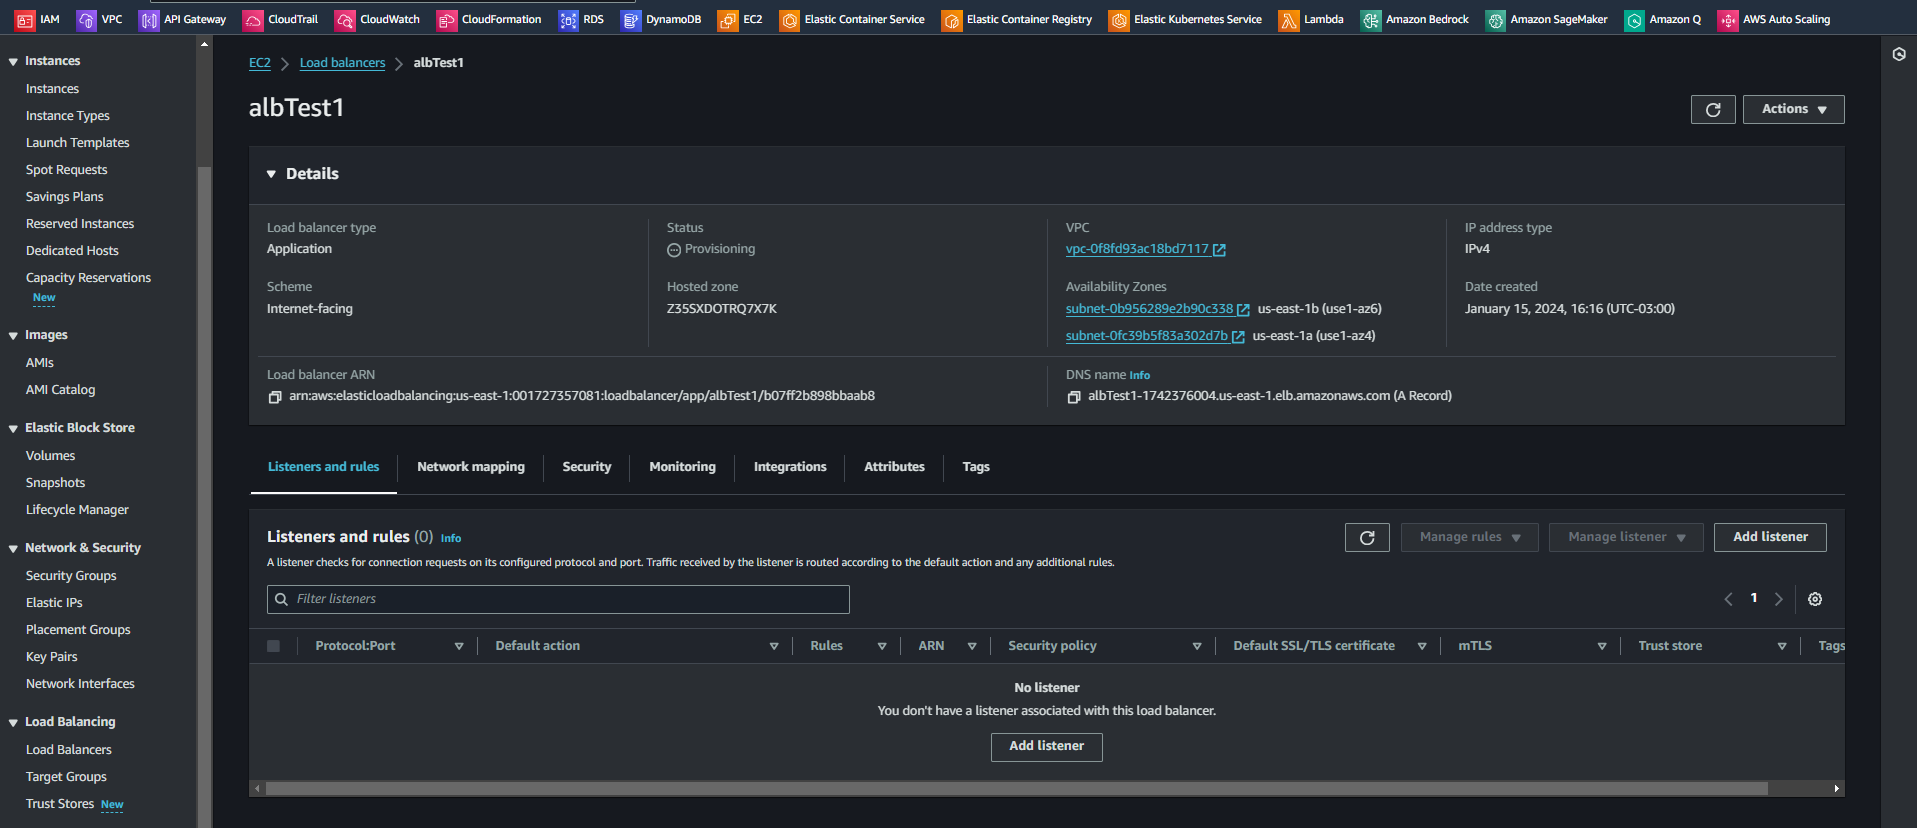 IAM VPC API Gateway CloudTrail CloudWatch CloudFormation RDS DynamoDB EC2 Elastic Container Service Elastic Container Registry Elastic Kubernetes Service Lambda Amazon Bedrock Amazon SageMaker Amazon Q AWS Auto Scaling
Instances
Instances
Instance Types
Launch Templates
Spot Requests
Savings Plans
Reserved Instances
Dedicated Hosts
Capacity Reservations
New
Images
AMIs
AMI Catalog
Elastic Block Store
Volumes
Snapshots
Lifecycle Manager
Network & Security
Security Groups
Elastic IPs
Placement Groups
Key Pairs
Network Interfaces
Load Balancing
Load Balancers
Target Groups
Trust Stores New
EC2 Load balancers albTest1
albTest1
Actions
Details
Load balancer type
Application
Status
Provisioning
VPC
vpc-0f8fd93ac18bd7117
IP address type
IPv4
Scheme
Internet-facing
Hosted zone
Z35SXDOTRQ7X7K
Availability Zones
subnet-0b956289e2b90c338 us-east-1b (use1-az6)
subnet-0fc39b5f83a302d7b us-east-1a (use1-az4)
Date created
January 15, 2024, 16:16 (UTC-03:00)
Load balancer ARN
arn:aws:elasticloadbalancing:us-east-1:001727357081:loadbalancer/app/albTest1/b07ff2b898bbaab8
DNS name Info
albTest1-1742376004.us-east-1.elb.amazonaws.com (A Record)
Listeners and rules Network mapping Security Monitoring Integrations Attributes Tags
Listeners and rules (0) Info
Manage rules Manage listener Add listener
A listener checks for connection requests on its configured protocol and port. Traffic received by the listener is routed according to the default action and any additional rules.
Filter listeners
1
Protocol:Port Default action Rules ARN Security policy Default SSL/TLS certificate mTLS Trust store Tags
No listener
You don't have a listener associated with this load balancer.
Add listener